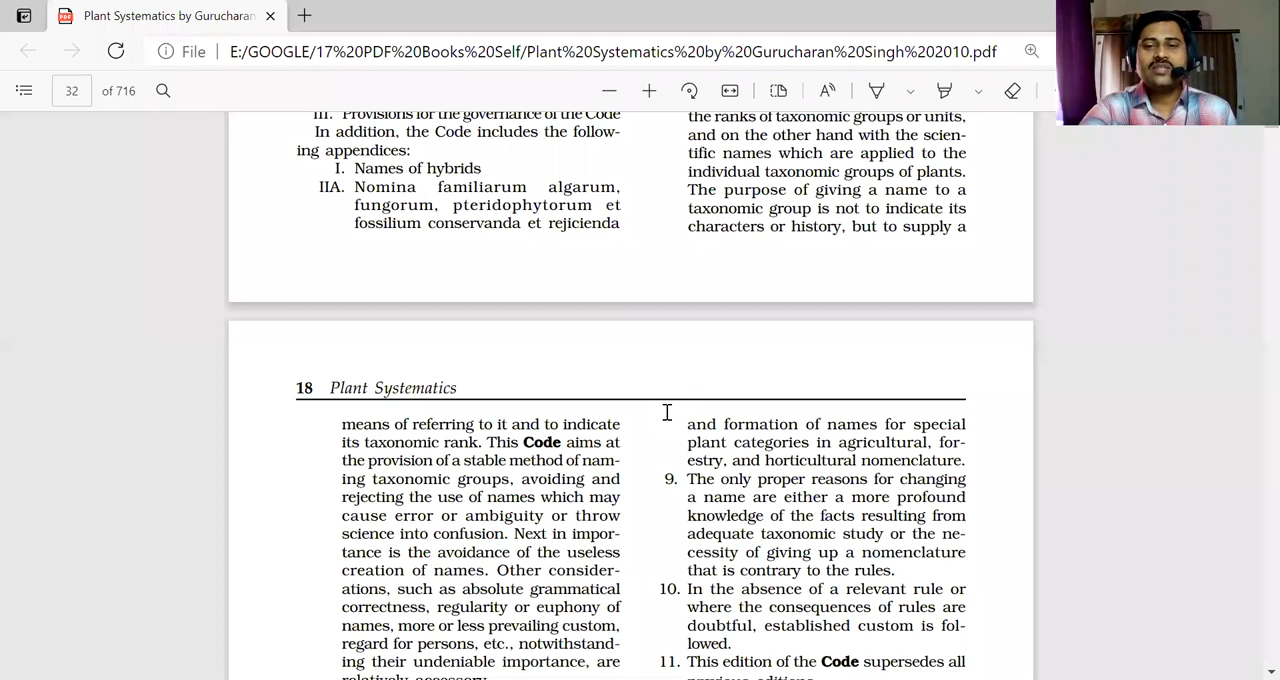 Plant Systematics by Gurucharan
File
E:/GOOGLE/17%20PDF%20Books%20Self/Plant%20Systematics%20by%20Gurucharan%20Singh%202010.pdf
32 of 716
III. Provisions for the governance of the Code
In addition, the Code includes the follow-
ing appendices:
I. Names of hybrids
IIA. Nomina familiarum algarum,
fungorum, pteridophytorum et
fossilium conservanda et rejicienda
the ranks of taxonomic groups or units,
and on the other hand with the scien-
tific names which are applied to the
individual taxonomic groups of plants.
The purpose of giving a name to a
taxonomic group is not to indicate its
characters or history, but to supply a
18 Plant Systematics
means of referring to it and to indicate
its taxonomic rank. This Code aims at
the provision of a stable method of nam-
ing taxonomic groups, avoiding and
rejecting the use of names which may
cause error or ambiguity or throw
science into confusion. Next in impor-
tance is the avoidance of the useless
creation of names. Other consider-
ations, such as absolute grammatical
correctness, regularity or euphony of
names, more or less prevailing custom,
regard for persons, etc., notwithstand-
ing their undeniable importance, are
relatively accessory.
and formation of names for special
plant categories in agricultural, for-
estry, and horticultural nomenclature.
9. The only proper reasons for changing
a name are either a more profound
knowledge of the facts resulting from
adequate taxonomic study or the ne-
cessity of giving up a nomenclature
that is contrary to the rules.
10. In the absence of a relevant rule or
where the consequences of rules are
doubtful, established custom is fol-
lowed.
11. This edition of the Code supersedes all
previous editions.